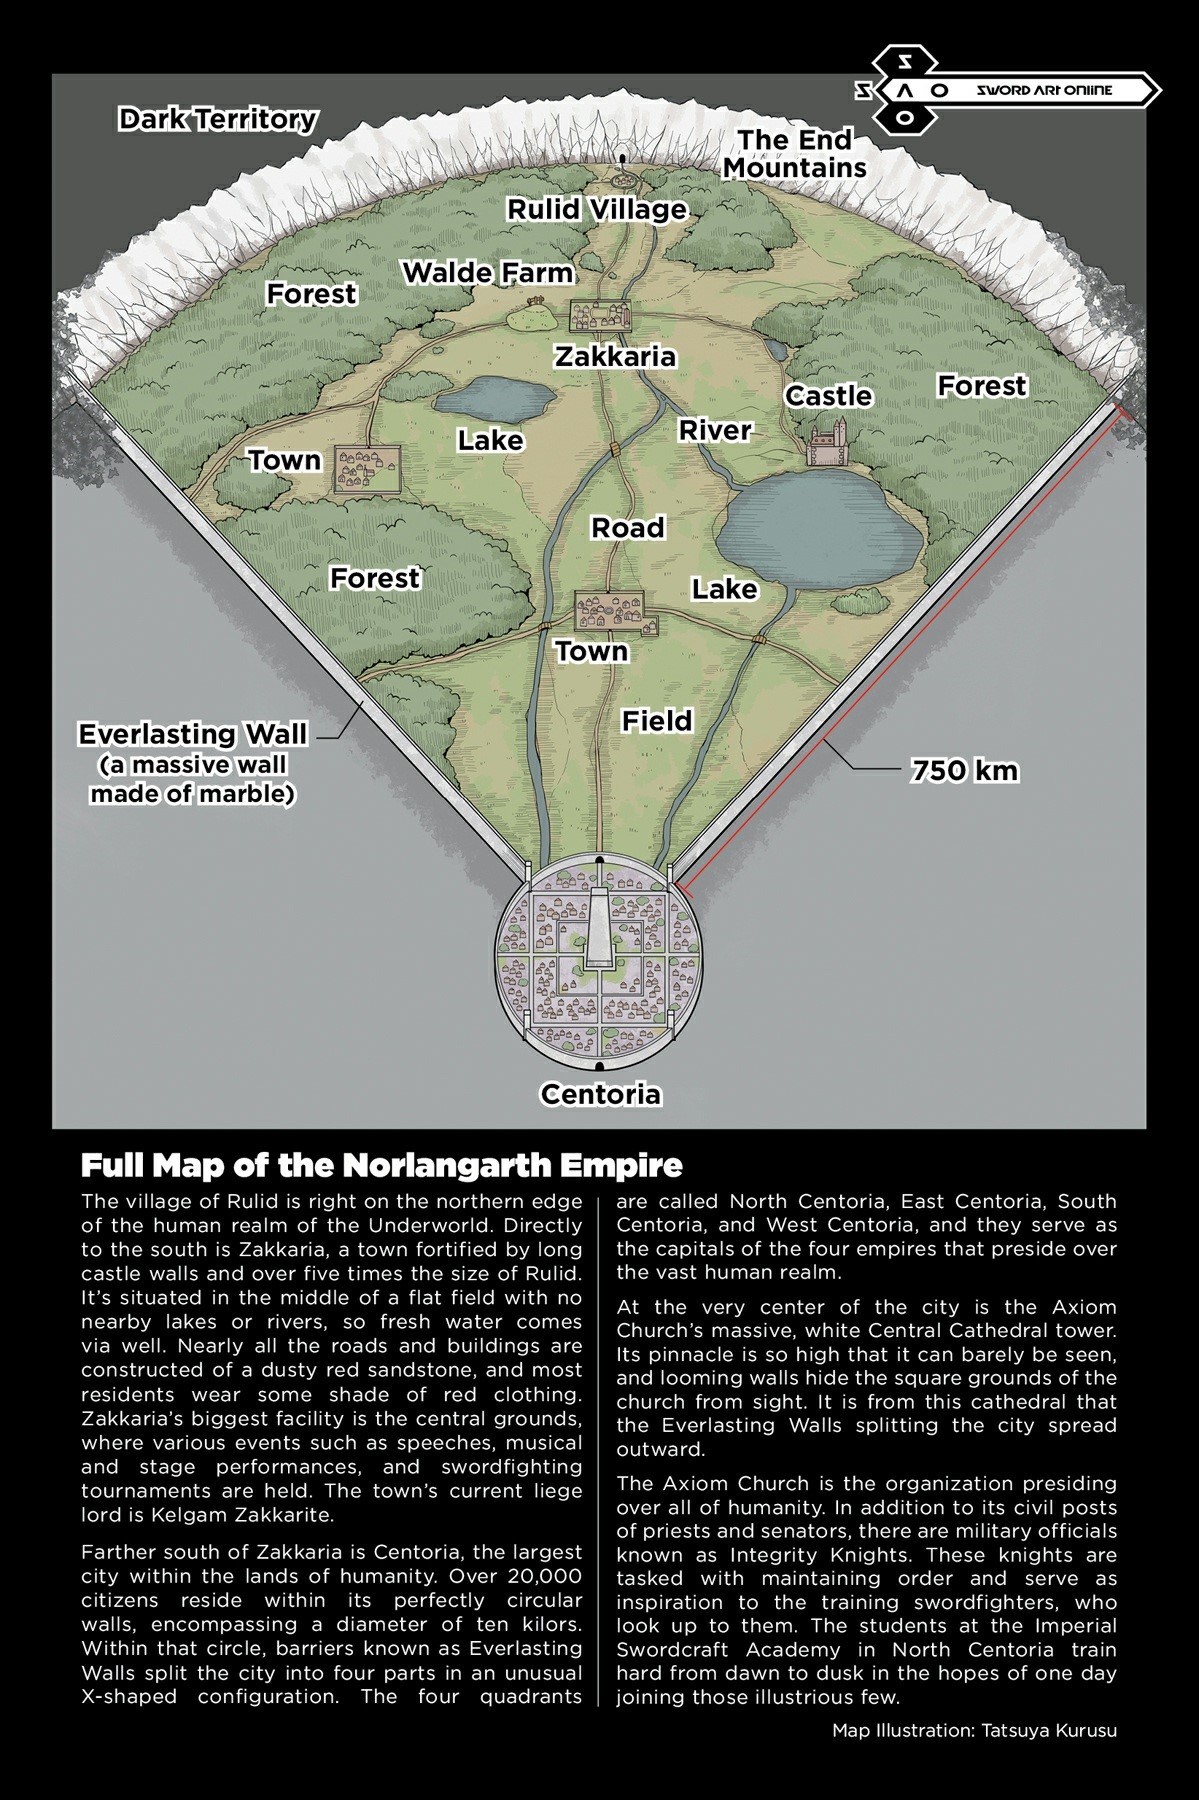 S
S A O SWORD ART ONLINE
O
Dark Territory
The End
Mountains
Rulid Village
Walde Farm
Forest
Zakkaria
Castle
Forest
River
Lake
Town
Road
Forest
Lake
Town
Field
Everlasting Wall
(a massive wall
made of marble)
750 km
Centoria
Full Map of the Norlangarth Empire
The village of Rulid is right on the northern edge
of the human realm of the Underworld. Directly
to the south is Zakkaria, a town fortified by long
castle walls and over five times the size of Rulid.
It's situated in the middle of a flat field with no
nearby lakes or rivers, so fresh water comes
via well. Nearly all the roads and buildings are
constructed of a dusty red sandstone, and most
residents wear some shade of red clothing.
Zakkaria's biggest facility is the central grounds,
where various events such as speeches, musical
and stage performances, and swordfighting
tournaments are held. The town's current liege
lord is Kelgam Zakkarite.
Farther south of Zakkaria is Centoria, the largest
city within the lands of humanity. Over 20,000
citizens reside within its perfectly circular
walls, encompassing a diameter of ten kilors.
Within that circle, barriers known as Everlasting
Walls split the city into four parts in an unusual
X-shaped configuration. The four quadrants
are called North Centoria, East Centoria, South
Centoria, and West Centoria, and they serve as
the capitals of the four empires that preside over
the vast human realm.
At the very center of the city is the Axiom
Church's massive, white Central Cathedral tower.
Its pinnacle is so high that it can barely be seen,
and looming walls hide the square grounds of the
church from sight. It is from this cathedral that
the Everlasting Walls splitting the city spread
outward.
The Axiom Church is the organization presiding
over all of humanity. In addition to its civil posts
of priests and senators, there are military officials
known as Integrity Knights. These knights are
tasked with maintaining order and serve as
inspiration to the training swordfighters, who
look up to them. The students at the Imperial
Swordcraft Academy in North Centoria train
hard from dawn to dusk in the hopes of one day
joining those illustrious few.
Map Illustration: Tatsuya Kurusu